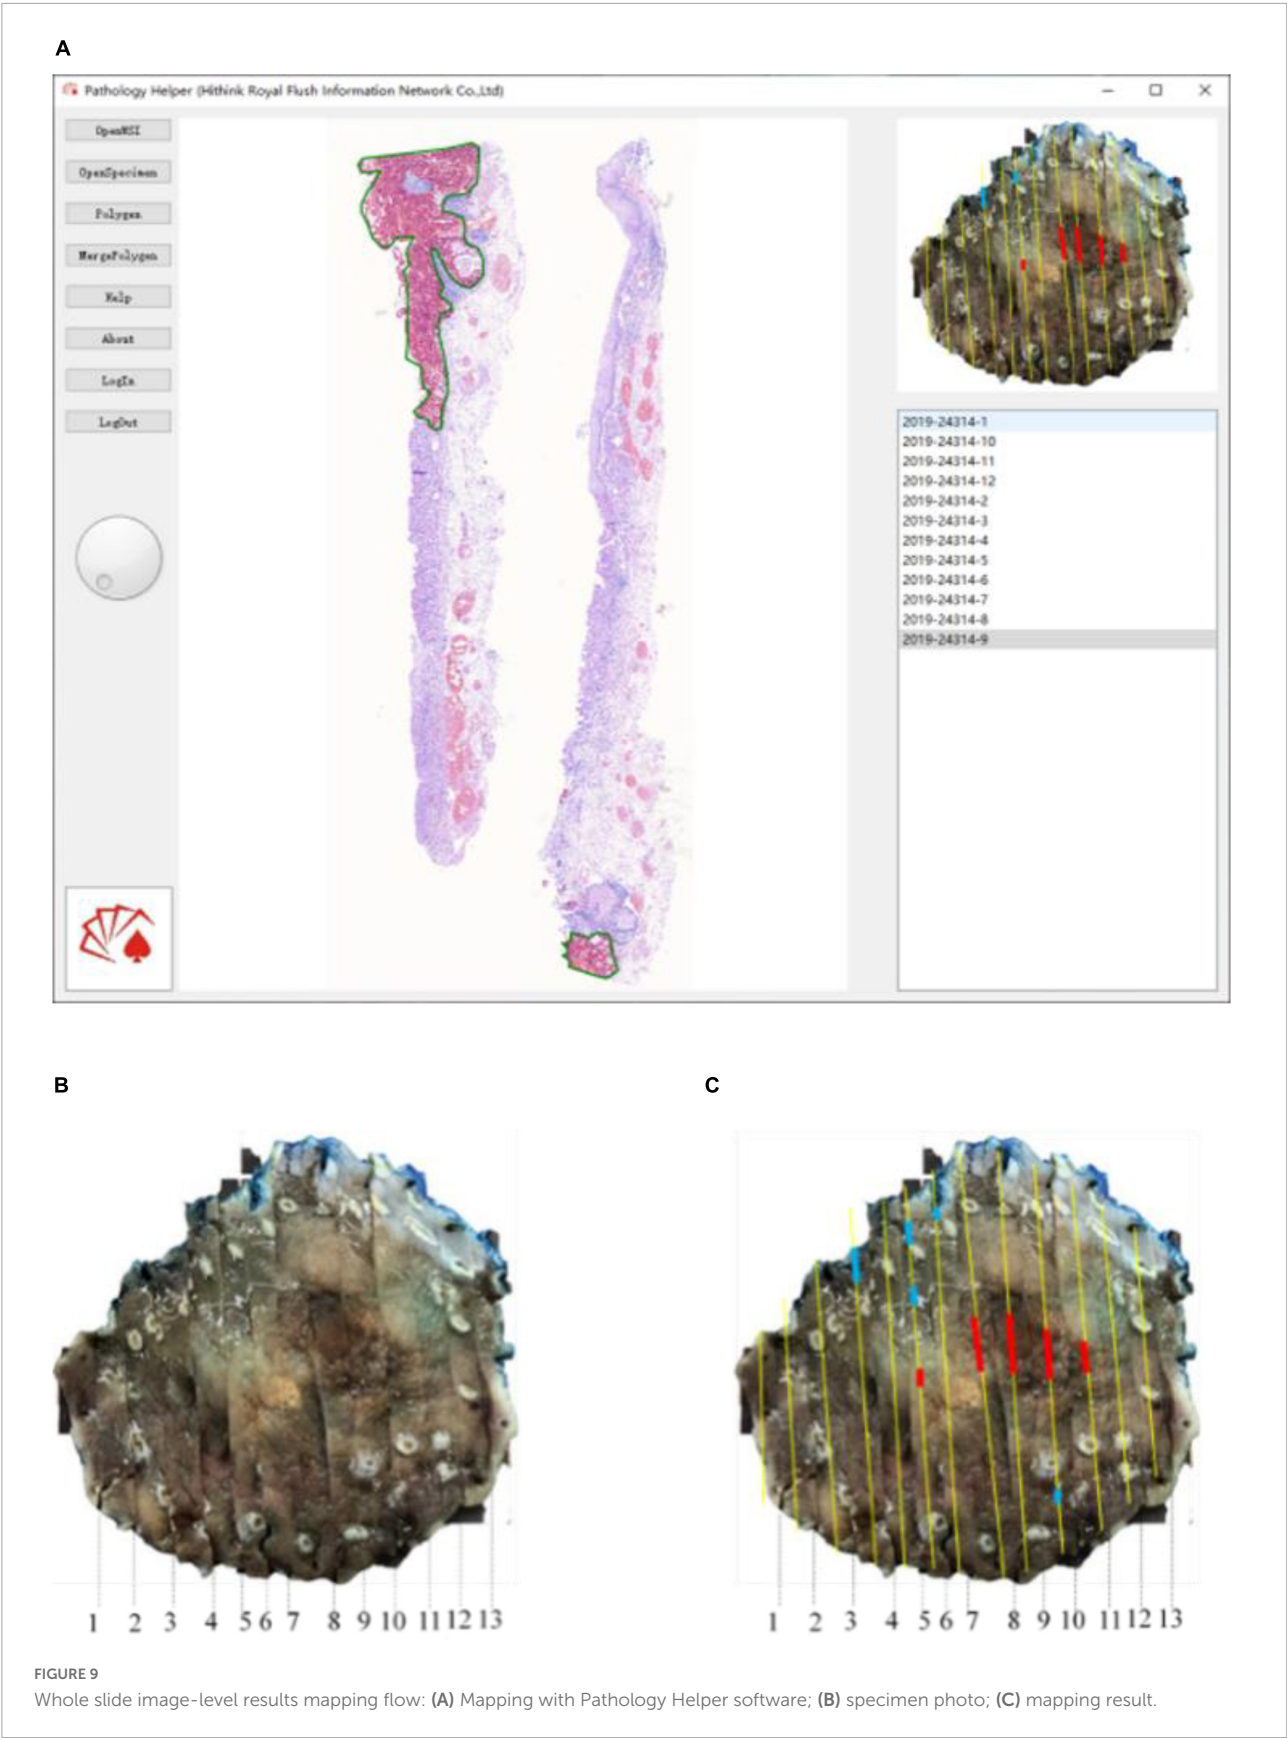 A
Pathology Helper (Hithink Royal Flush Information Network Co.,Ltd)
OpenWSI
OpenSpecimen
Polygen
MergePolygen
Help
About
LogIn
LogOut
2019-24314-1
2019-24314-10
2019-24314-11
2019-24314-12
2019-24314-2
2019-24314-3
2019-24314-4
2019-24314-5
2019-24314-6
2019-24314-7
2019-24314-8
2019-24314-9
B
C
1 2 3 4 5 6 7 8 9 10 11 12 13
1 2 3 4 5 6 7 8 9 10 11 12 13
FIGURE 9
Whole slide image-level results mapping flow: (A) Mapping with Pathology Helper software; (B) specimen photo; (C) mapping result.